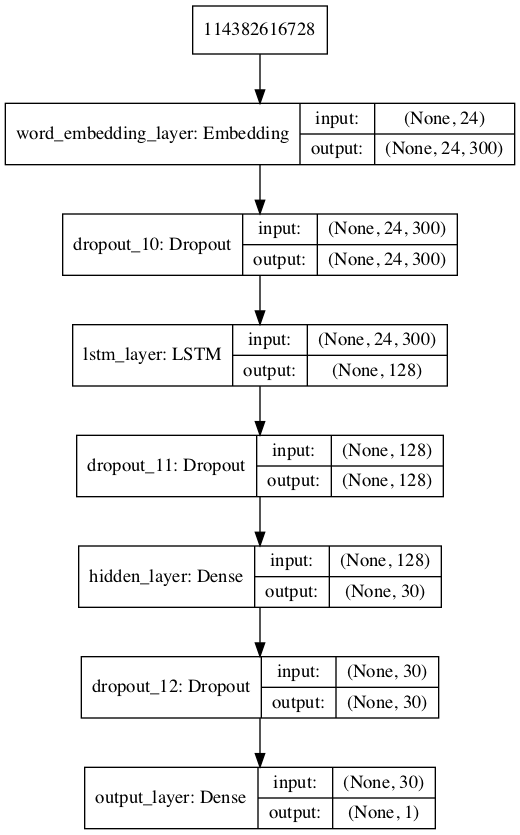 114382616728
word_embedding_layer: Embedding
input:
(None, 24)
output:
(None, 24, 300)
dropout_10: Dropout
input:
(None, 24, 300)
output:
(None, 24, 300)
lstm_layer: LSTM
input:
(None, 24, 300)
output:
(None, 128)
dropout_11: Dropout
input:
(None, 128)
output:
(None, 128)
hidden_layer: Dense
input:
(None, 128)
output:
(None, 30)
dropout_12: Dropout
input:
(None, 30)
output:
(None, 30)
output_layer: Dense
input:
(None, 30)
output:
(None, 1)